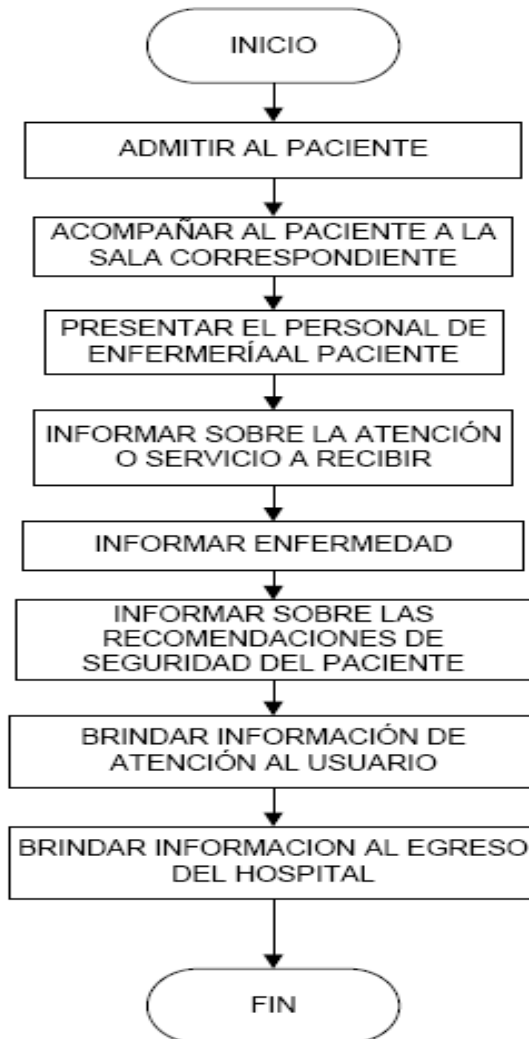 INICIO
ADMITIR AL PACIENTE
ACOMPAÑAR AL PACIENTE A LA
SALA CORRESPONDIENTE
PRESENTAR EL PERSONAL DE
ENFERMERÍAAL PACIENTE
INFORMAR SOBRE LA ATENCIÓN
O SERVICIO A RECIBIR
INFORMAR ENFERMEDAD
INFORMAR SOBRE LAS
RECOMENDACIONES DE
SEGURIDAD DEL PACIENTE
BRINDAR INFORMACIÓN DE
ATENCIÓN AL USUARIO
BRINDAR INFORMACION AL EGRESO
DEL HOSPITAL
FIN